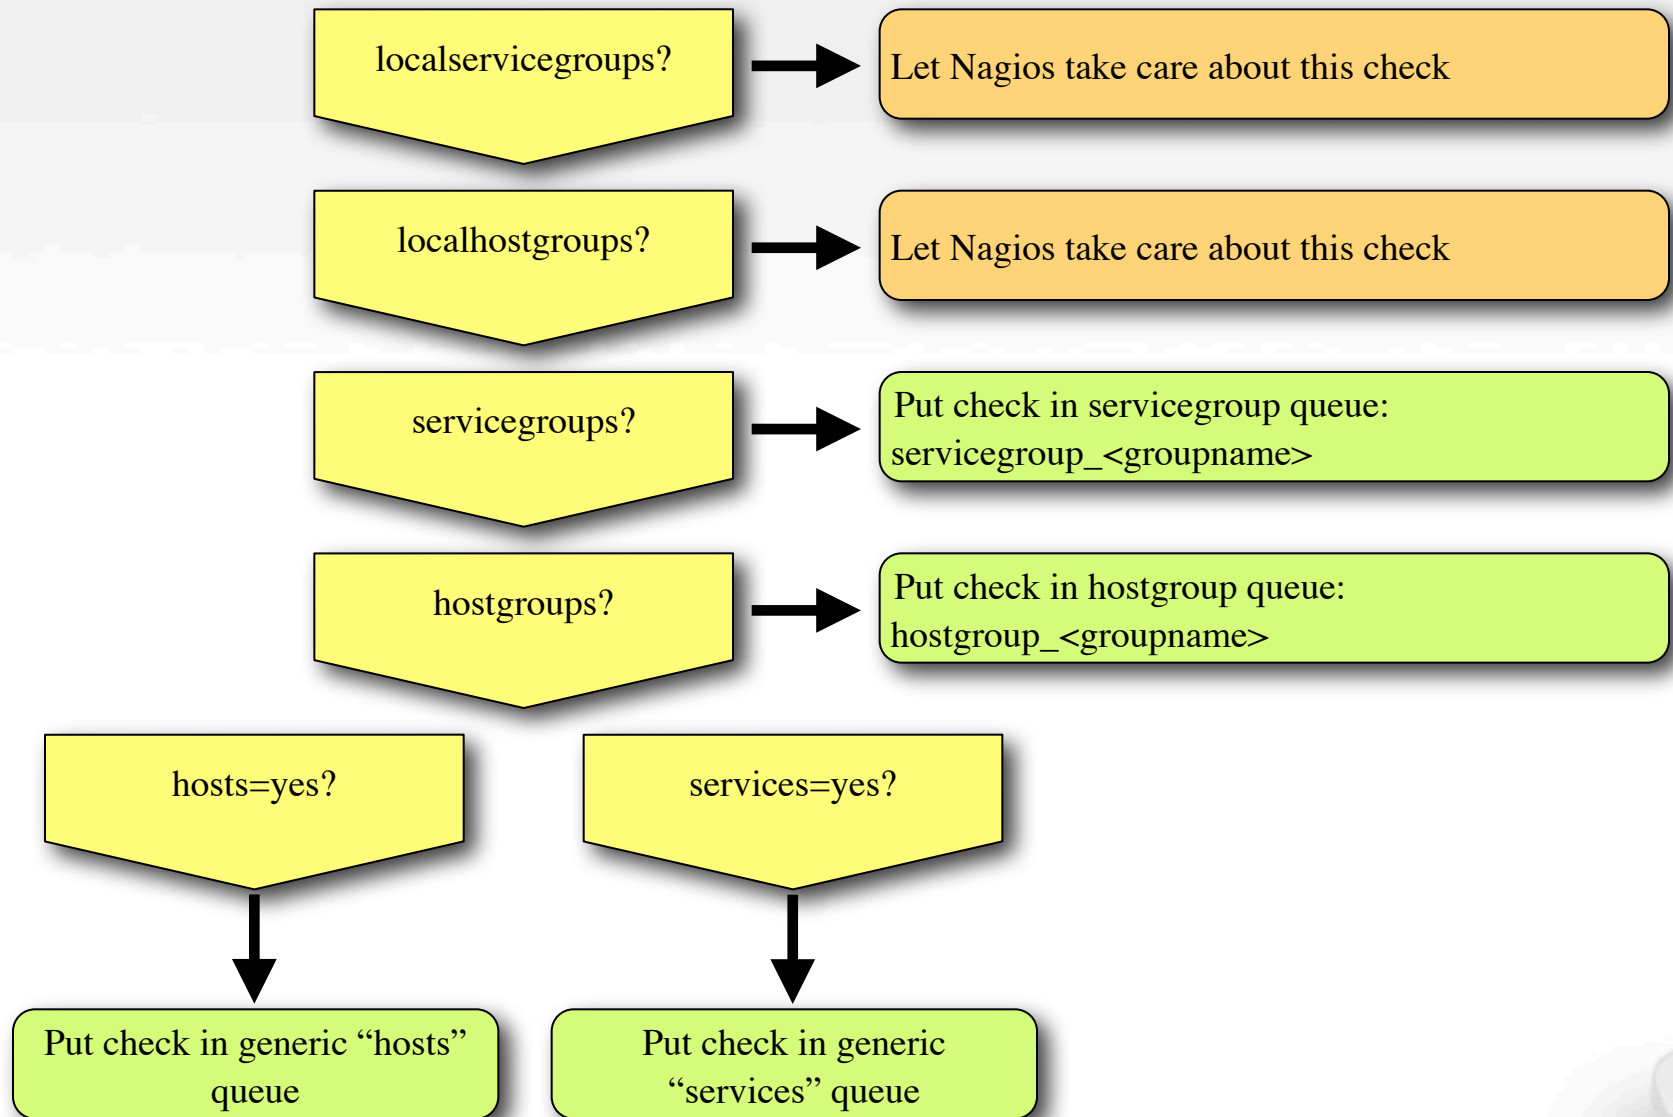 localservicegroups?
Let Nagios take care about this check
localhostgroups?
Let Nagios take care about this check
servicegroups?
Put check in servicegroup queue:
servicegroup_<groupname>
hostgroups?
Put check in hostgroup queue:
hostgroup_<groupname>
hosts=yes?
services=yes?
Put check in generic “hosts”
queue
Put check in generic
“services” queue